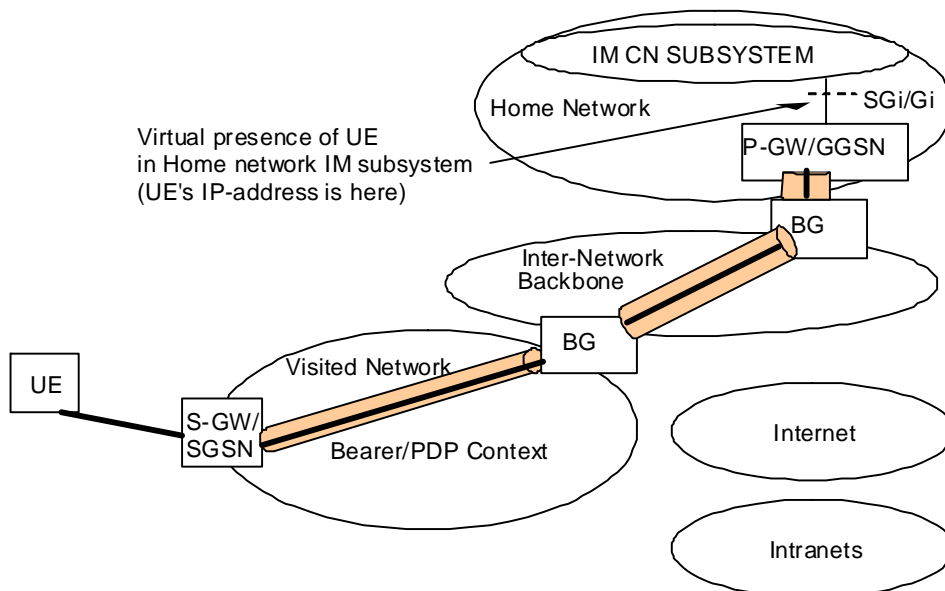 IM CN SUBSYSTEM
Home Network
SGi/Gi
Virtual presence of UE
in Home network IM subsystem
(UE's IP-address is here)
P-GW/GGSN
BG
Inter-Network
Backbone
BG
Visited Network
UE
S-GW/
SGSN
Bearer/PDP Context
Internet
Intranets